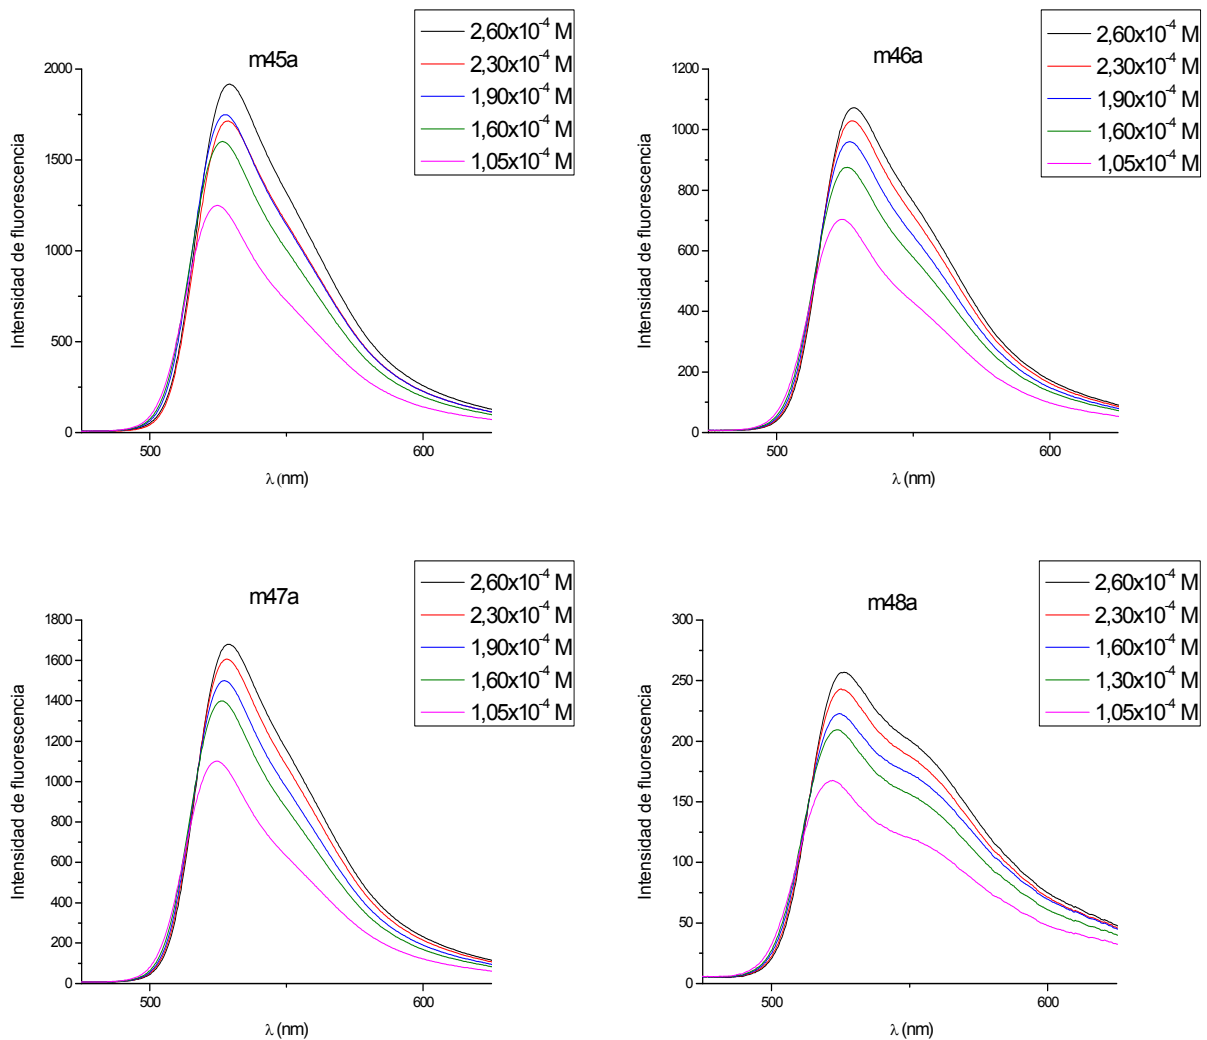 m45a
2,60x10⁻⁴ M
2,30x10⁻⁴ M
1,90x10⁻⁴ M
1,60x10⁻⁴ M
1,05x10⁻⁴ M
2000
1500
1000
500
0
Intensidad de fluorescencia
500
600
λ (nm)
m46a
2,60x10⁻⁴ M
2,30x10⁻⁴ M
1,90x10⁻⁴ M
1,60x10⁻⁴ M
1,05x10⁻⁴ M
1200
1000
800
600
400
200
0
Intensidad de fluorescencia
500
600
λ (nm)
m47a
2,60x10⁻⁴ M
2,30x10⁻⁴ M
1,90x10⁻⁴ M
1,60x10⁻⁴ M
1,05x10⁻⁴ M
1800
1600
1400
1200
1000
800
600
400
200
0
Intensidad de fluorescencia
500
600
λ (nm)
m48a
2,60x10⁻⁴ M
2,30x10⁻⁴ M
1,60x10⁻⁴ M
1,30x10⁻⁴ M
1,05x10⁻⁴ M
300
250
200
150
100
50
0
Intensidad de fluorescencia
500
600
λ (nm)